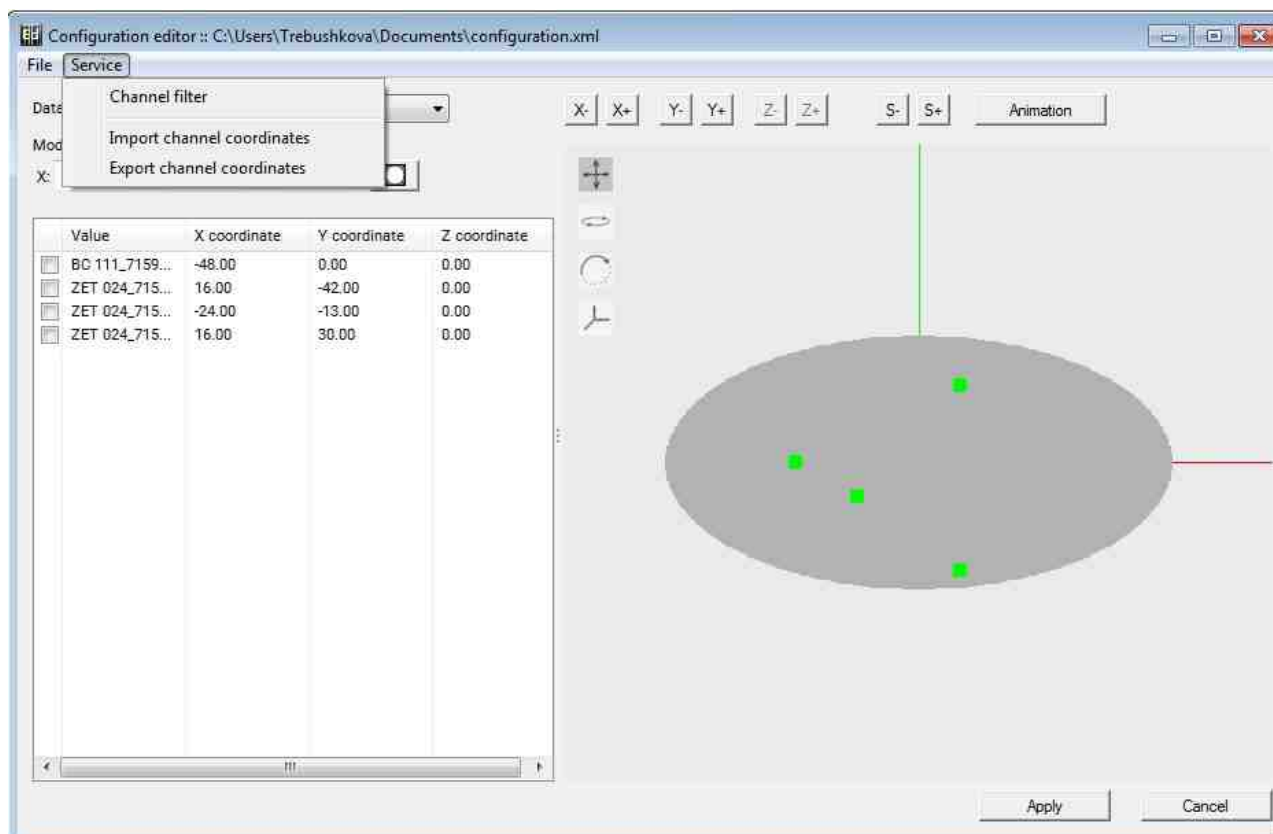 Configuration editor :: C:\Users\Trebushkova\Documents\configuration.xml
File Service
Channel filter
Import channel coordinates
Export channel coordinates
Data
Mod
X:
X- X+ Y- Y+ Z- Z+ S- S+ Animation
Value X coordinate Y coordinate Z coordinate
BC 111_7159... -48.00 0.00 0.00
ZET 024_715... 16.00 -42.00 0.00
ZET 024_715... -24.00 -13.00 0.00
ZET 024_715... 16.00 30.00 0.00
Apply Cancel